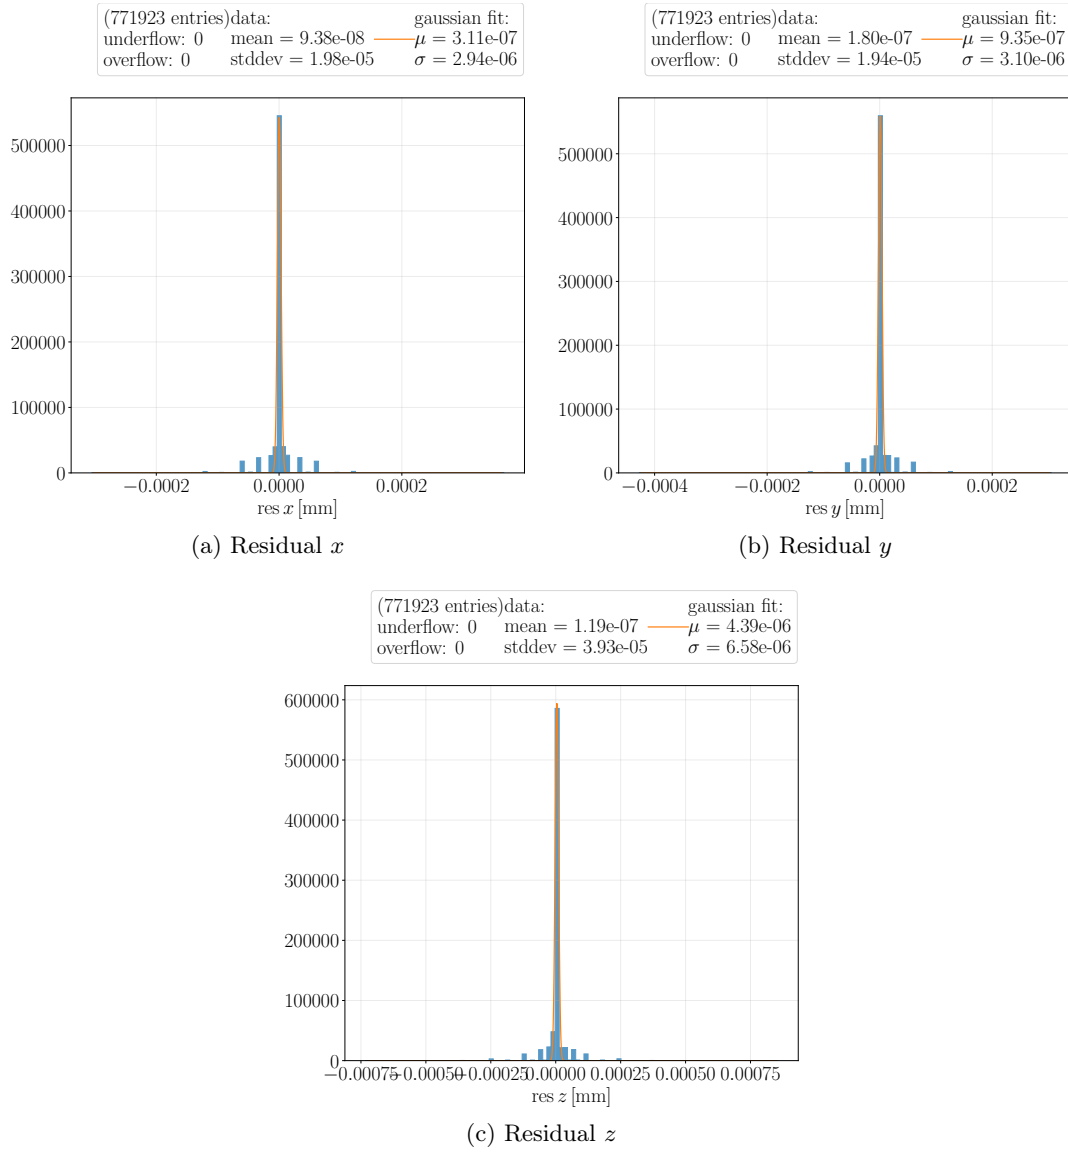 (771923 entries)data: gaussian fit:
underflow: 0 mean = 9.38e-08 μ = 3.11e-07
overflow: 0 stddev = 1.98e-05 σ = 2.94e-06
500000
400000
300000
200000
100000
0
−0.0002 0.0000 0.0002
res x [mm]
(a) Residual x
(771923 entries)data: gaussian fit:
underflow: 0 mean = 1.80e-07 μ = 9.35e-07
overflow: 0 stddev = 1.94e-05 σ = 3.10e-06
500000
400000
300000
200000
100000
0
−0.0004 −0.0002 0.0000 0.0002
res y [mm]
(b) Residual y
(771923 entries)data: gaussian fit:
underflow: 0 mean = 1.19e-07 μ = 4.39e-06
overflow: 0 stddev = 3.93e-05 σ = 6.58e-06
600000
500000
400000
300000
200000
100000
0
−0.00075 −0.00050 −0.00025 0.00000 0.00025 0.00050 0.00075
res z [mm]
(c) Residual z